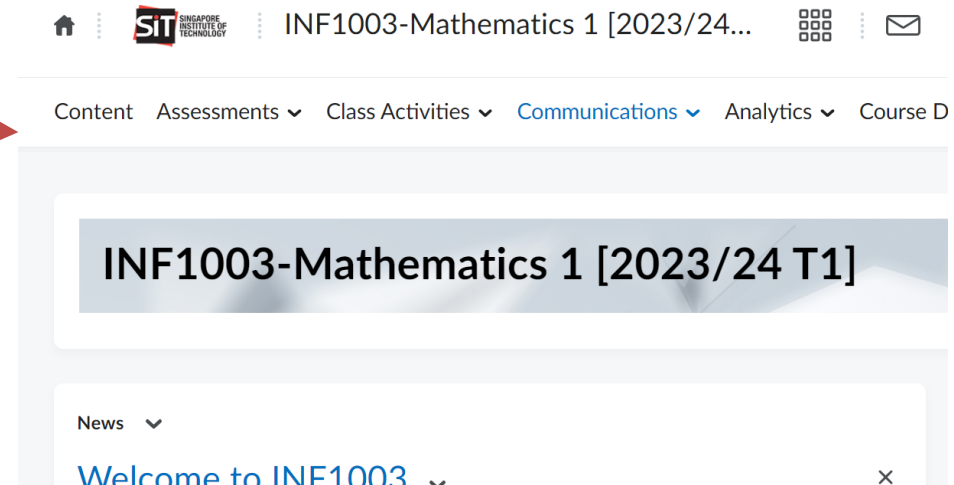 SiT SINGAPORE INSTITUTE OF TECHNOLOGY INF1003-Mathematics 1 [2023/24...
Content Assessments Class Activities Communications Analytics Course D
INF1003-Mathematics 1 [2023/24 T1]
News
Welcome to INF1003